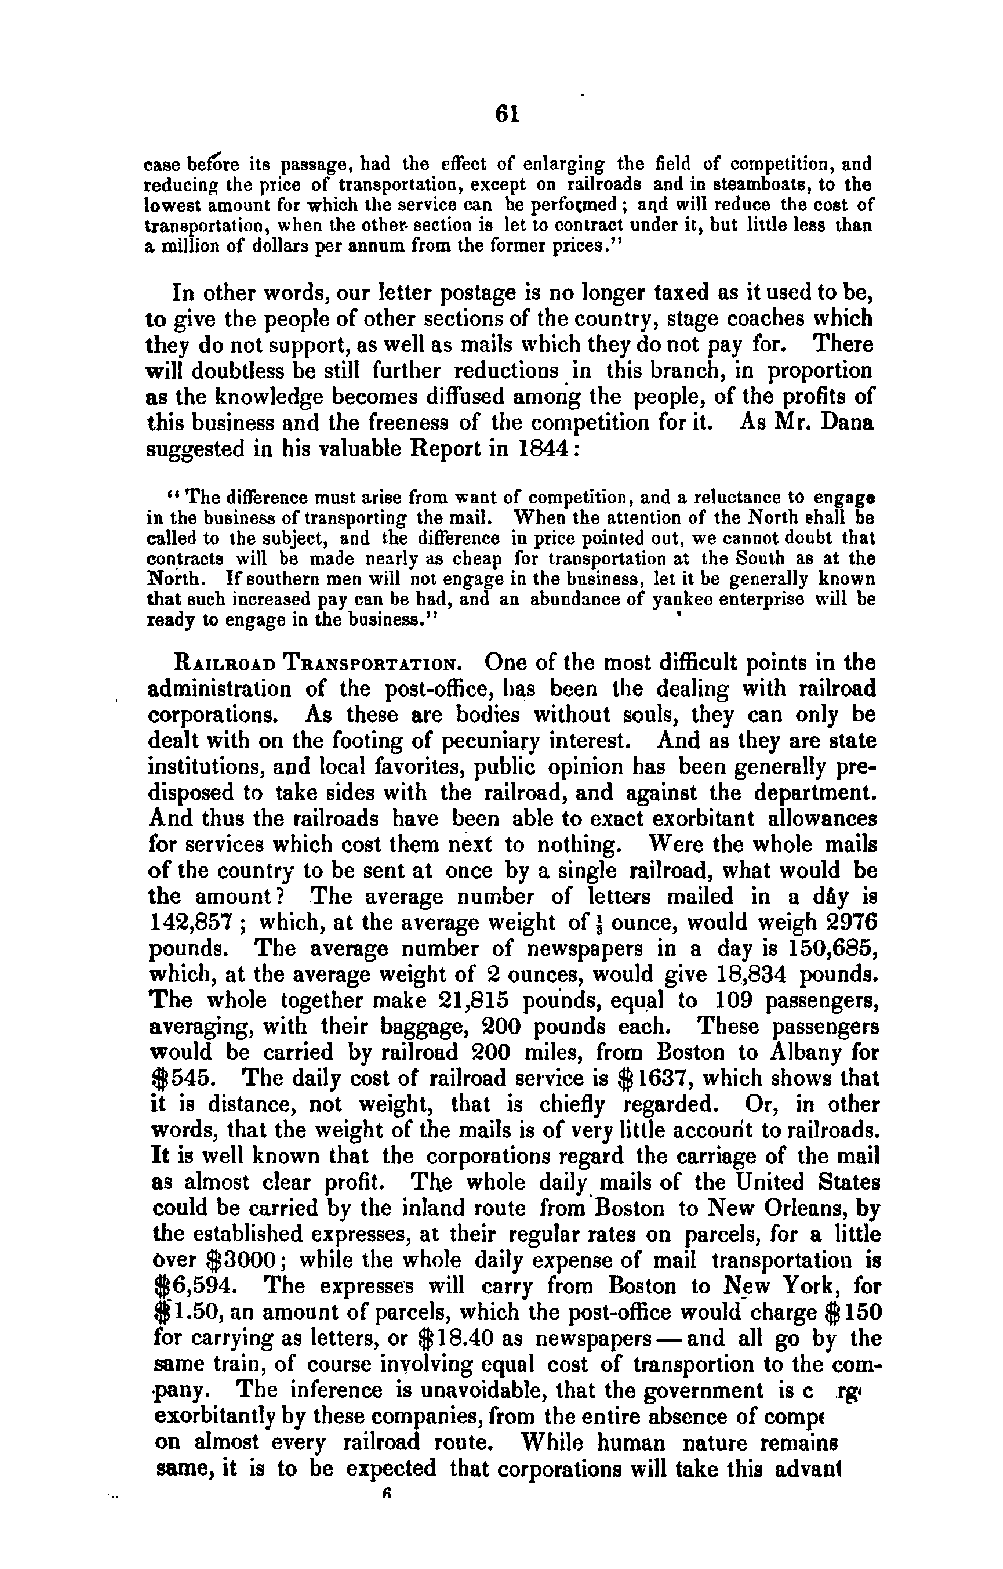 61
case before its passage, had the effect of enlarging the field of competition, and
reducing the price of transportation, except on railroads and in steamboats, to the
lowest amount for which the service can be performed; and will reduce the cost of
transportation, when the other section is let to contract under it, but little less than
a million of dollars per annum from the former prices."
In other words, our letter postage is no longer taxed as it used to be,
to give the people of other sections of the country, stage coaches which
they do not support, as well as mails which they do not pay for. There
will doubtless be still further reductions in this branch, in proportion
as the knowledge becomes diffused among the people, of the profits of
this business and the freeness of the competition for it. As Mr. Dana
suggested in his valuable Report in 1844:
"The difference must arise from want of competition, and a reluctance to engage
in the business of transporting the mail. When the attention of the North shall be
called to the subject, and the difference in price pointed out, we cannot doubt that
contracts will be made nearly as cheap for transportation at the South as at the
North. If southern men will not engage in the business, let it be generally known
that such increased pay can be had, and an abundance of yankee enterprise will be
ready to engage in the business."
RAILROAD TRANSPORTATION. One of the most difficult points in the
administration of the post-office, has been the dealing with railroad
corporations. As these are bodies without souls, they can only be
dealt with on the footing of pecuniary interest. And as they are state
institutions, and local favorites, public opinion has been generally pre-
disposed to take sides with the railroad, and against the department.
And thus the railroads have been able to exact exorbitant allowances
for services which cost them next to nothing. Were the whole mails
of the country to be sent at once by a single railroad, what would be
the amount? The average number of letters mailed in a day is
142,857; which, at the average weight of ⅓ ounce, would weigh 2976
pounds. The average number of newspapers in a day is 150,685,
which, at the average weight of 2 ounces, would give 18,834 pounds.
The whole together make 21,815 pounds, equal to 109 passengers,
averaging, with their baggage, 200 pounds each. These passengers
would be carried by railroad 200 miles, from Boston to Albany for
$545. The daily cost of railroad service is $1637, which shows that
it is distance, not weight, that is chiefly regarded. Or, in other
words, that the weight of the mails is of very little account to railroads.
It is well known that the corporations regard the carriage of the mail
as almost clear profit. The whole daily mails of the United States
could be carried by the inland route from Boston to New Orleans, by
the established expresses, at their regular rates on parcels, for a little
over $3000; while the whole daily expense of mail transportation is
$6,594. The expresses will carry from Boston to New York, for
$1.50, an amount of parcels, which the post-office would charge $150
for carrying as letters, or $18.40 as newspapers—and all go by the
same train, of course involving equal cost of transportion to the com-
pany. The inference is unavoidable, that the government is
exorbitantly by these companies, from the entire absence of
on almost every railroad route. While human nature remains
same, it is to be expected that corporations will take this
6